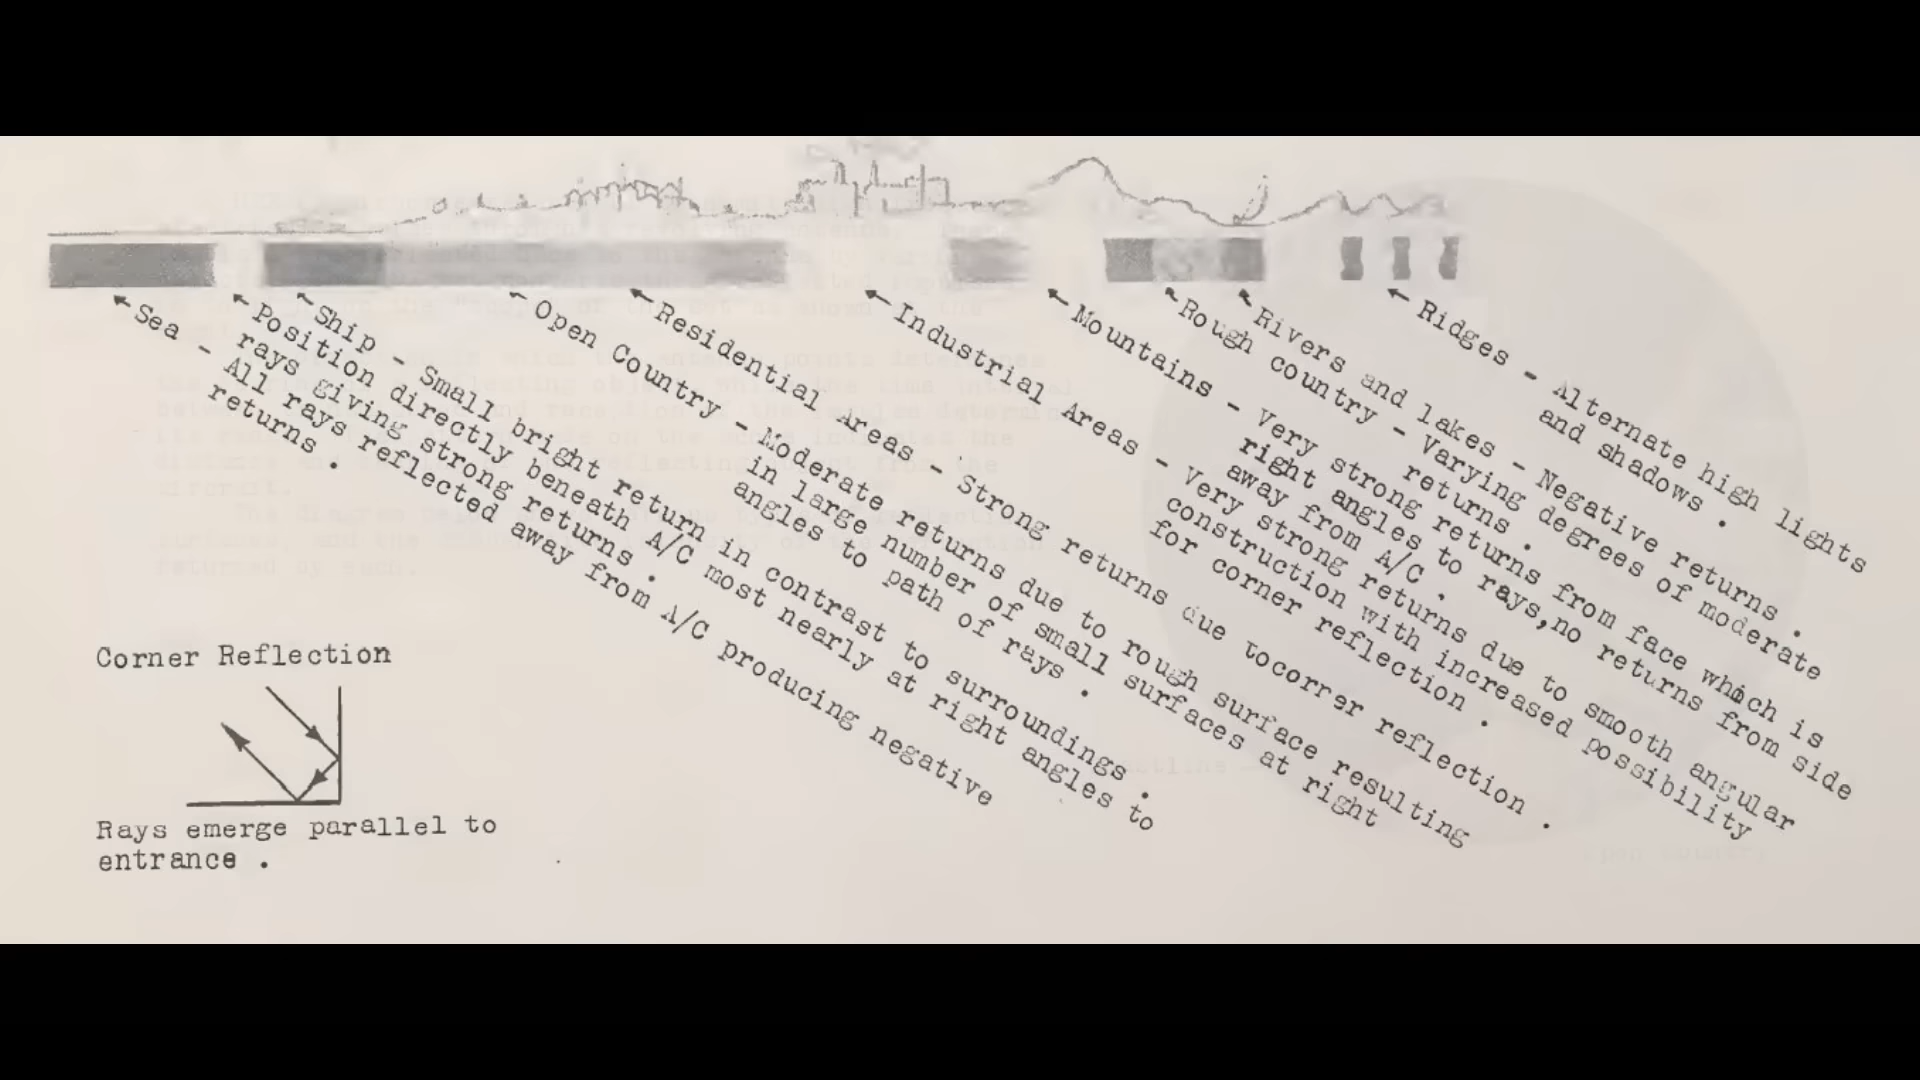 Sea - All rays reflected away from A/C producing negative
returns .
Position directly beneath A/C most nearly at right angles to
rays giving strong returns .
Ship - Small bright return in contrast to surroundings .
Open Country - Moderate returns due to rough surface resulting
in large number of small surfaces at right
angles to path of rays .
Residential Areas - Strong returns due tocorrer reflection .
Industrial Areas - Very strong returns due to smooth angular
construction with increased possibility
for corner reflection .
Mountains - Very strong returns from face which is
right angles to rays,no returns from side
away from A/C .
Rough country - Varying degrees of moderate
returns .
Rivers and lakes - Negative returns .
Ridges - Alternate high lights
and shadows .
Corner Reflection
Rays emerge parallel to
entrance .